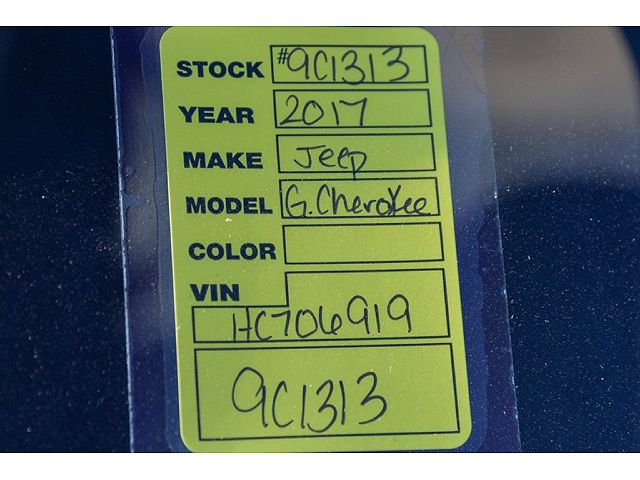 STOCK #9C1313
YEAR 2017
MAKE Jeep
MODEL G.Cherokee
COLOR
VIN
HC706919
9C1313